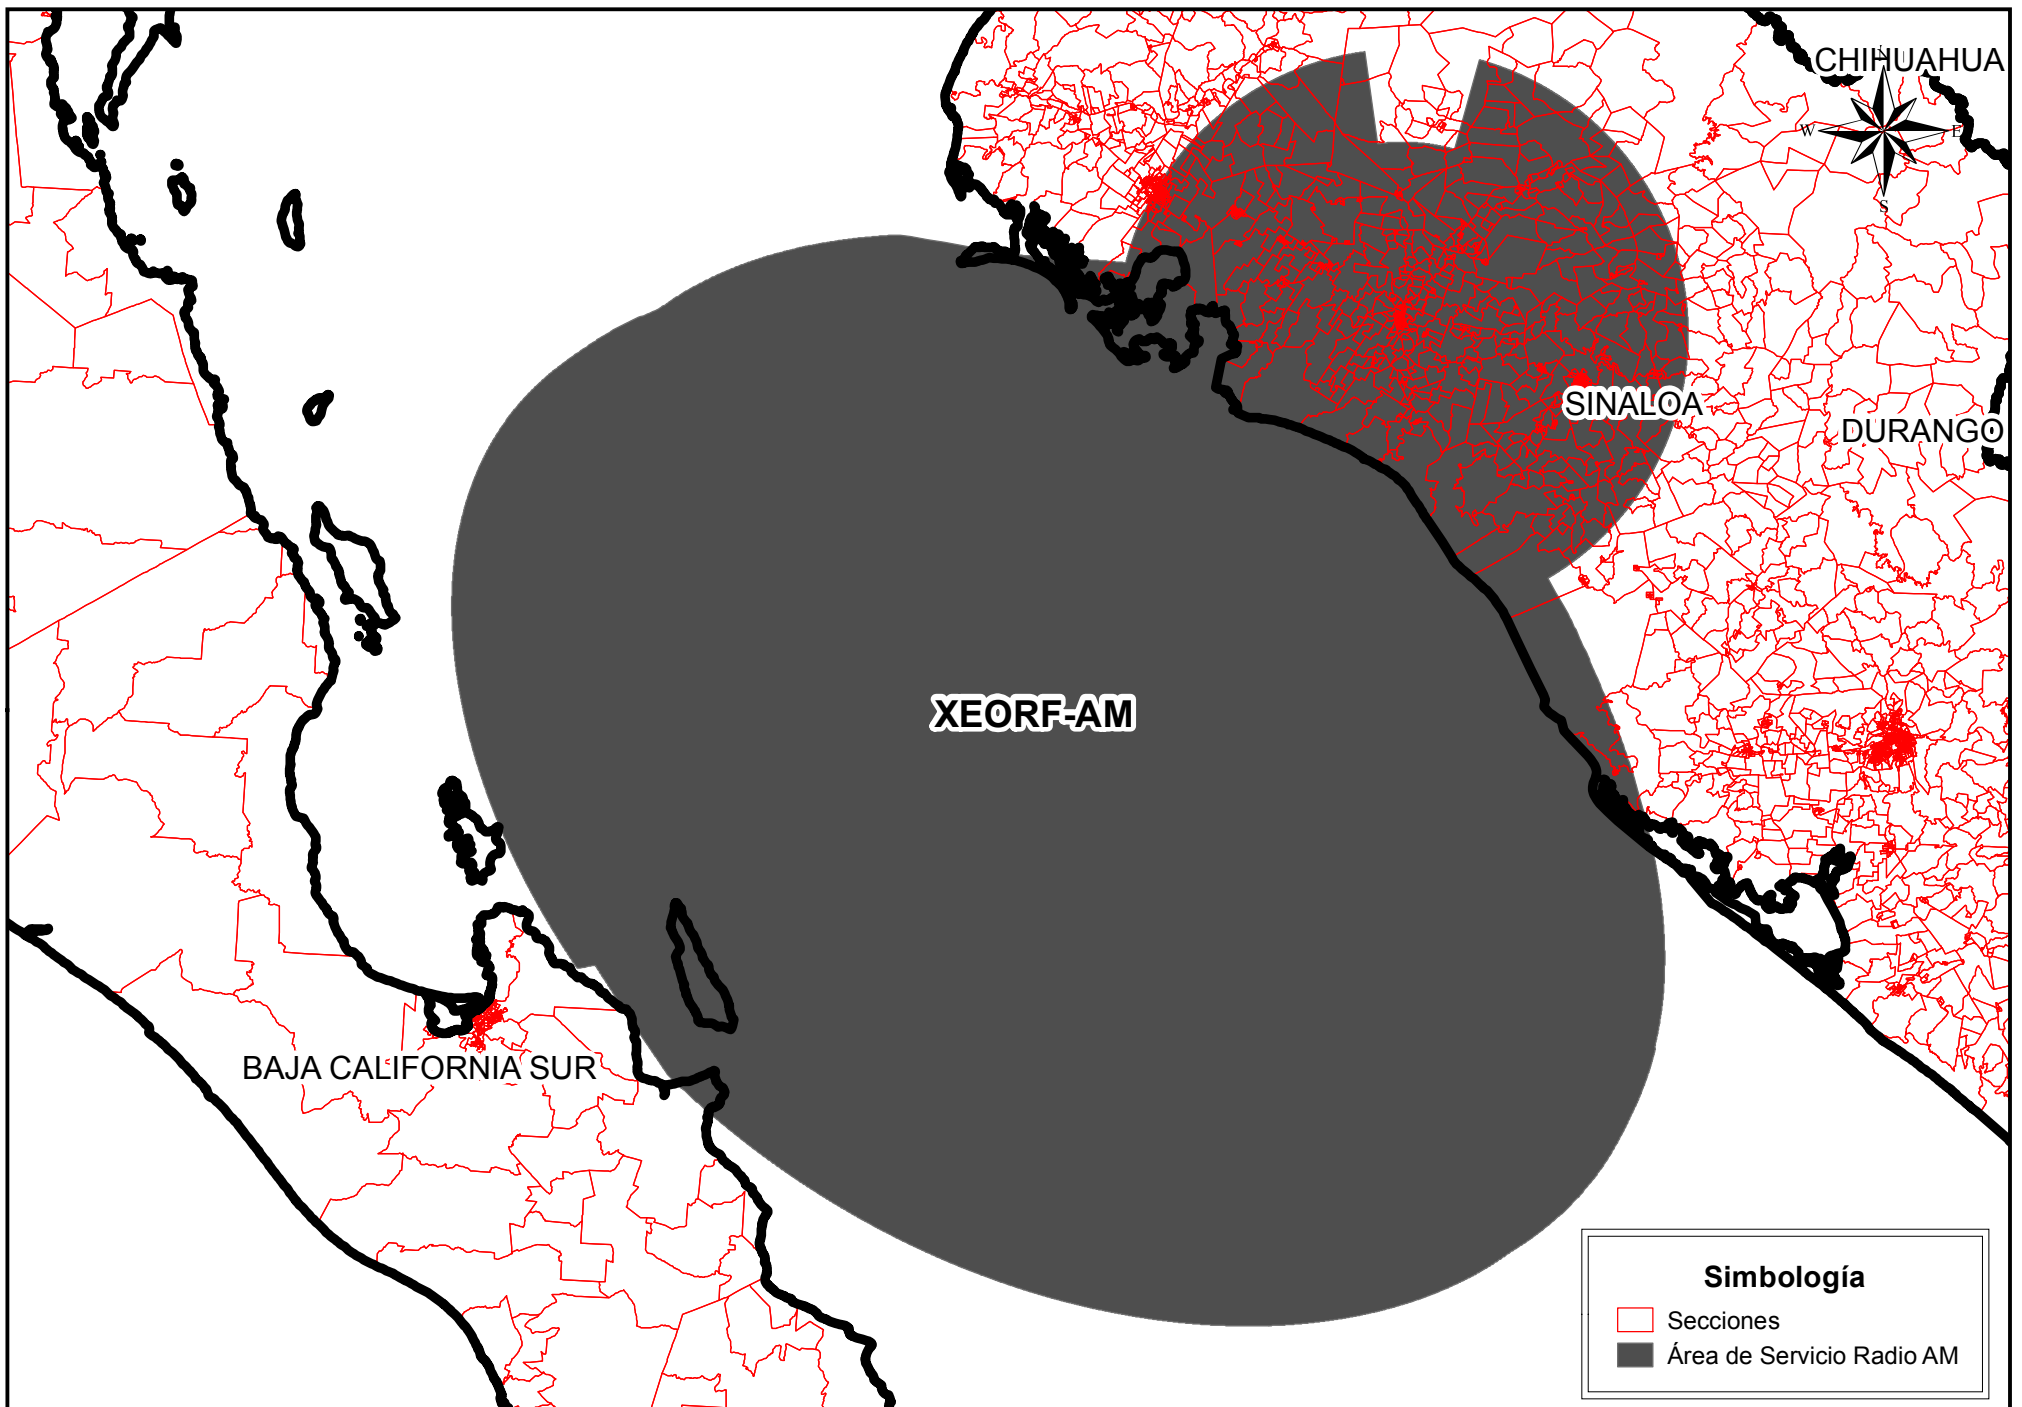 CHIHUAHUA
N
W
E
S
SINALOA
DURANGO
XEORF-AM
BAJA CALIFORNIA SUR
Simbología
Secciones
Área de Servicio Radio AM